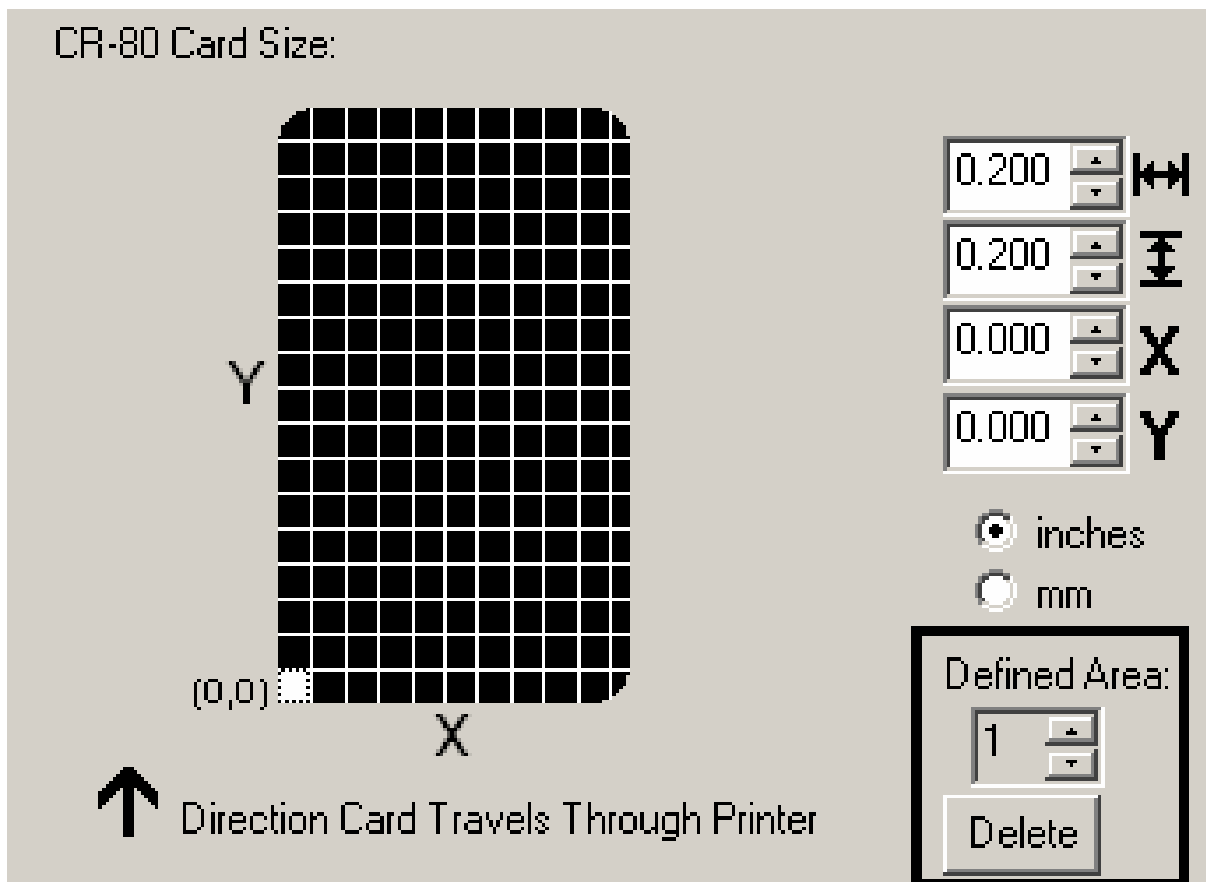 CR-80 Card Size:
0.200
0.200
0.000 X
Y
0.000 Y
inches
mm
(0,0)
X
Defined Area:
1
Delete
Direction Card Travels Through Printer